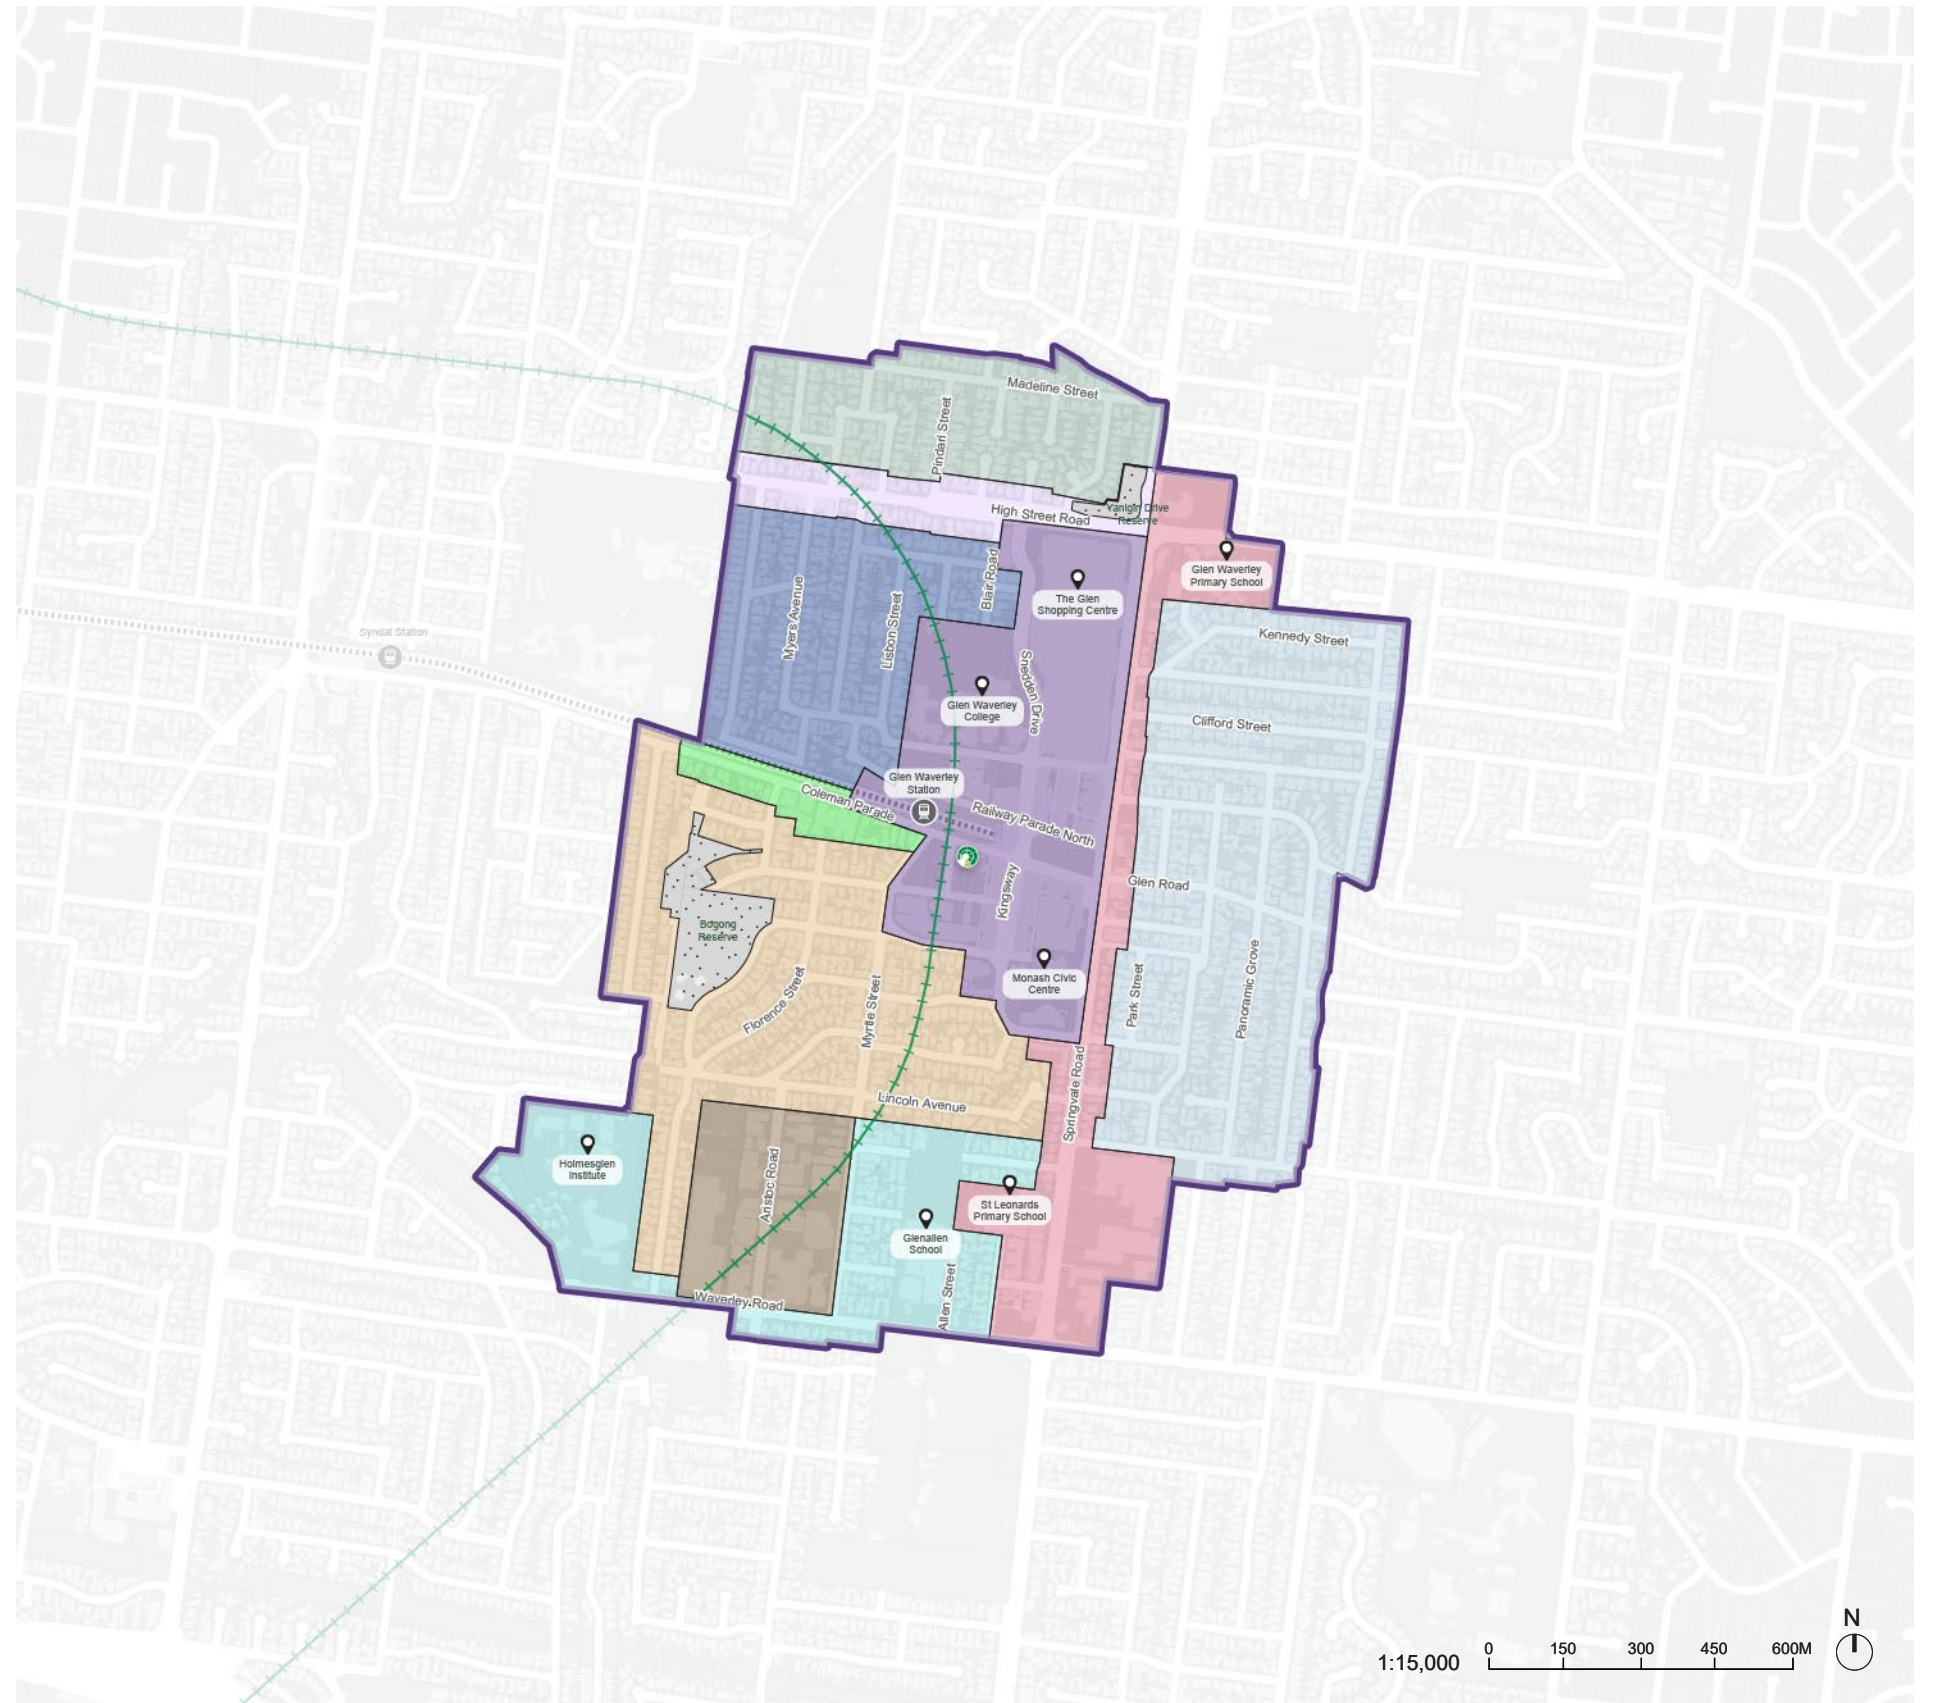 Madeline Street
Pindari Street
High Street Road
Yanigin Drive
Reserve
Glen Waverley
Primary School
The Glen
Shopping Centre
Blair Road
Myers Avenue
Lisbon Street
Kennedy Street
Syndal Station
Snedden Drive
Glen Waverley
College
Clifford Street
Glen Waverley
Station
Coleman Parade
Railway Parade North
Kingsway
Glen Road
Bogong
Reserve
Monash Civic
Centre
Florence Street
Myrtle Street
Park Street
Panoramic Grove
Springvale Road
Lincoln Avenue
Holmesglen
Institute
Aristoc Road
St Leonards
Primary School
Glenallen
School
Allen Street
Waverley Road
N
1:15,000
0 150 300 450 600M